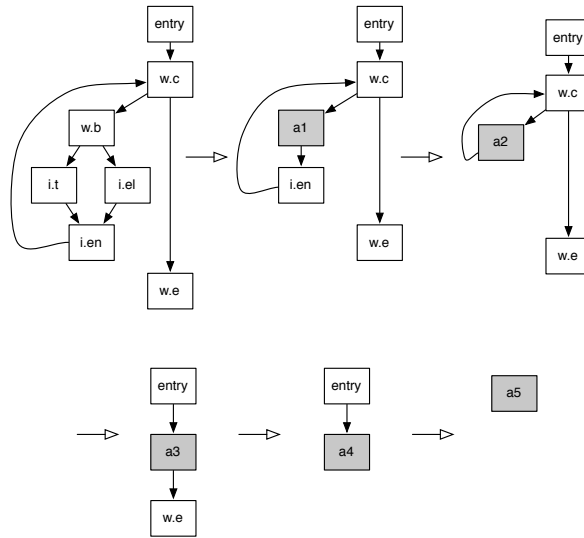 entry
w.c
w.b
i.t
i.el
i.en
w.e
entry
w.c
a1
i.en
w.e
entry
w.c
a2
w.e
entry
a3
w.e
entry
a4
a5